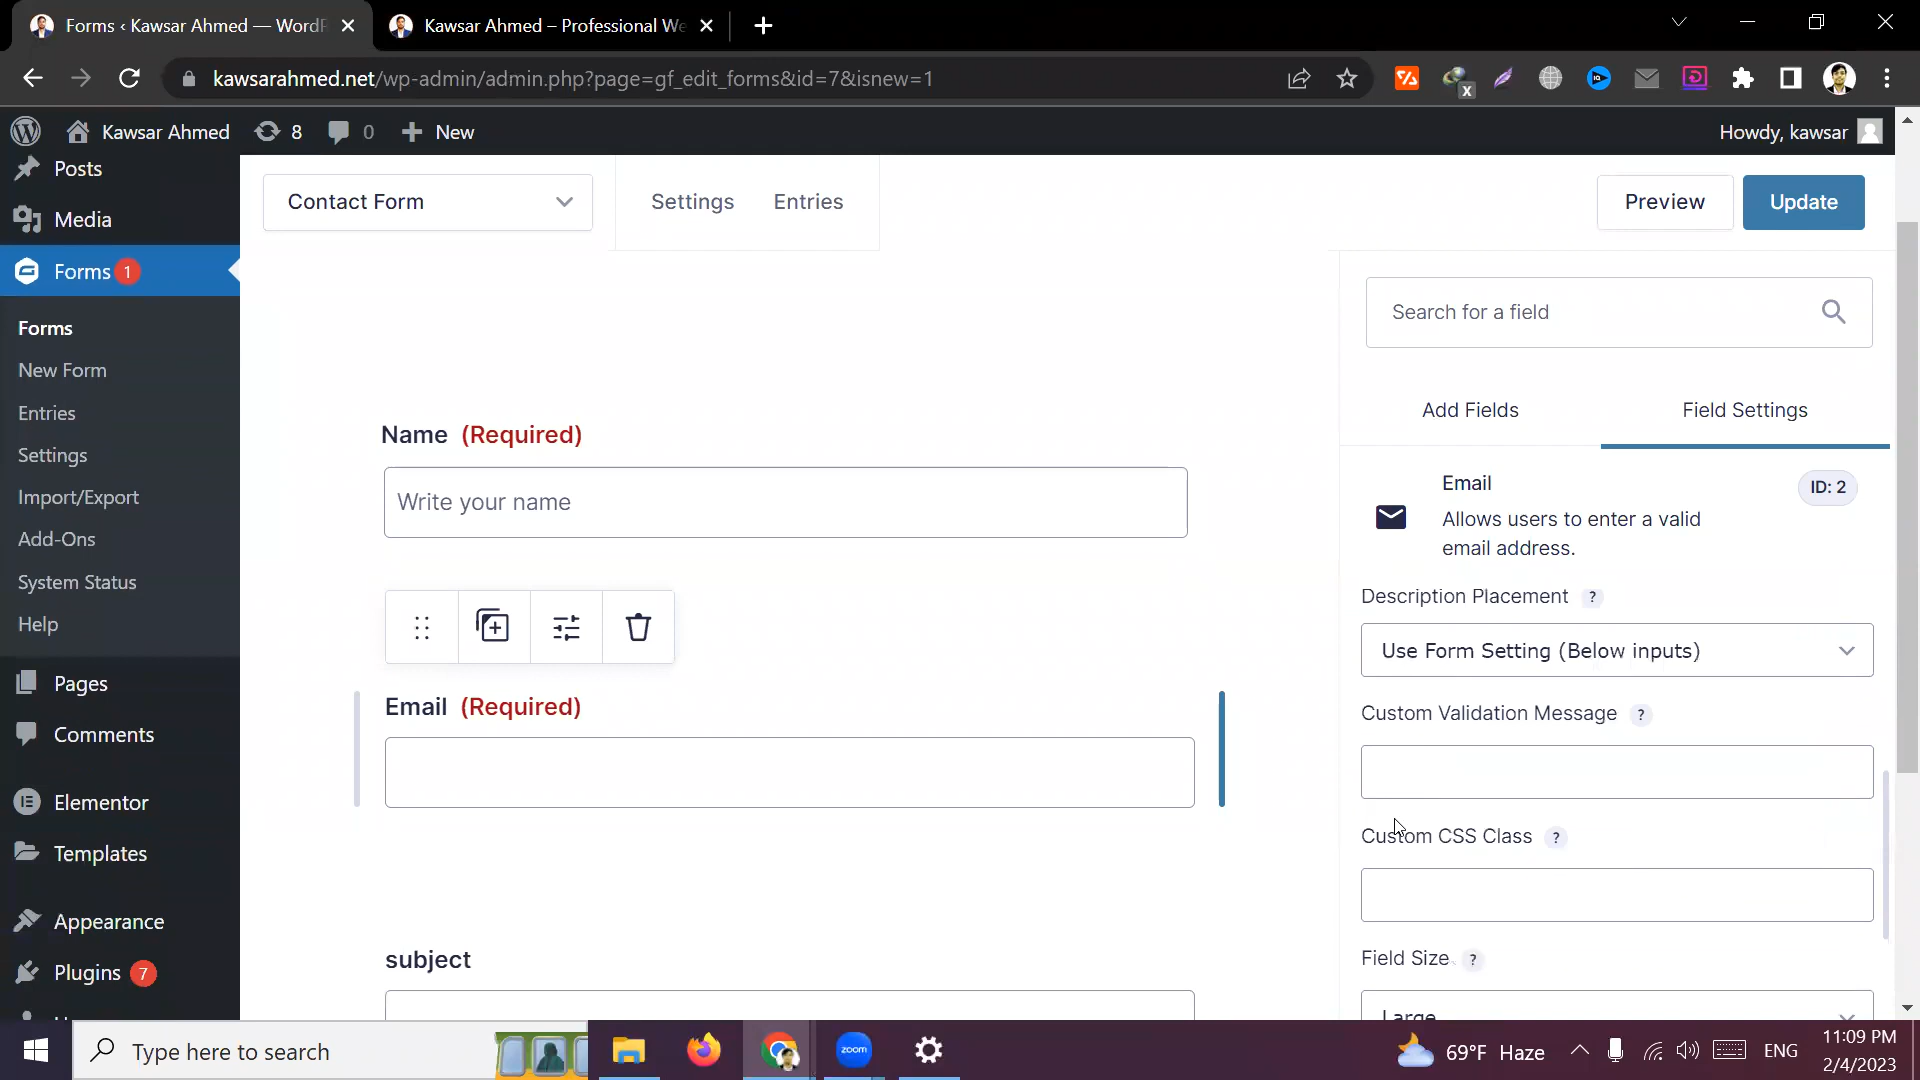 Forms ‹ Kawsar Ahmed — WordP
Kawsar Ahmed – Professional We
kawsarahmed.net/wp-admin/admin.php?page=gf_edit_forms&id=7&isnew=1
Kawsar Ahmed
8
0
New
Howdy, kawsar
Posts
Media
Forms 1
Forms
New Form
Entries
Settings
Import/Export
Add-Ons
System Status
Help
Pages
Comments
Elementor
Templates
Appearance
Plugins 7
Contact Form
Settings
Entries
Preview
Update
Name (Required)
Write your name
Email (Required)
subject
Search for a field
Add Fields
Field Settings
Email
ID: 2
Allows users to enter a valid
email address.
Description Placement ?
Use Form Setting (Below inputs)
Custom Validation Message ?
Custom CSS Class ?
Field Size ?
Large
Type here to search
zoom
69°F Haze
ENG
11:09 PM
2/4/2023